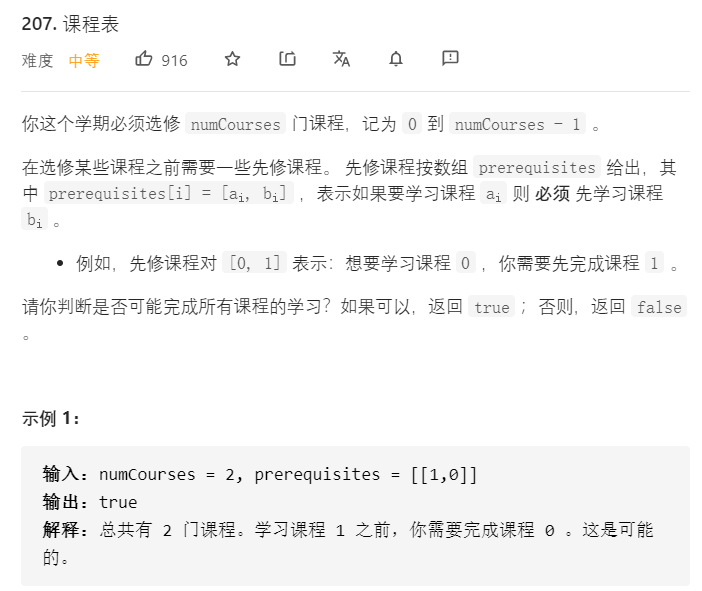 207. 课程表
难度 中等 916
你这个学期必须选修 numCourses 门课程，记为 0 到 numCourses - 1 。
在选修某些课程之前需要一些先修课程。 先修课程按数组 prerequisites 给出，其
中 prerequisites[i] = [ai, bi] ，表示如果要学习课程 ai 则 必须 先学习课程
bi 。
• 例如，先修课程对 [0, 1] 表示：想要学习课程 0 ，你需要先完成课程 1 。
请你判断是否可能完成所有课程的学习？如果可以，返回 true ；否则，返回 false
。
示例 1：
输入：numCourses = 2, prerequisites = [[1,0]]
输出：true
解释：总共有 2 门课程。学习课程 1 之前，你需要完成课程 0 。这是可能
的。